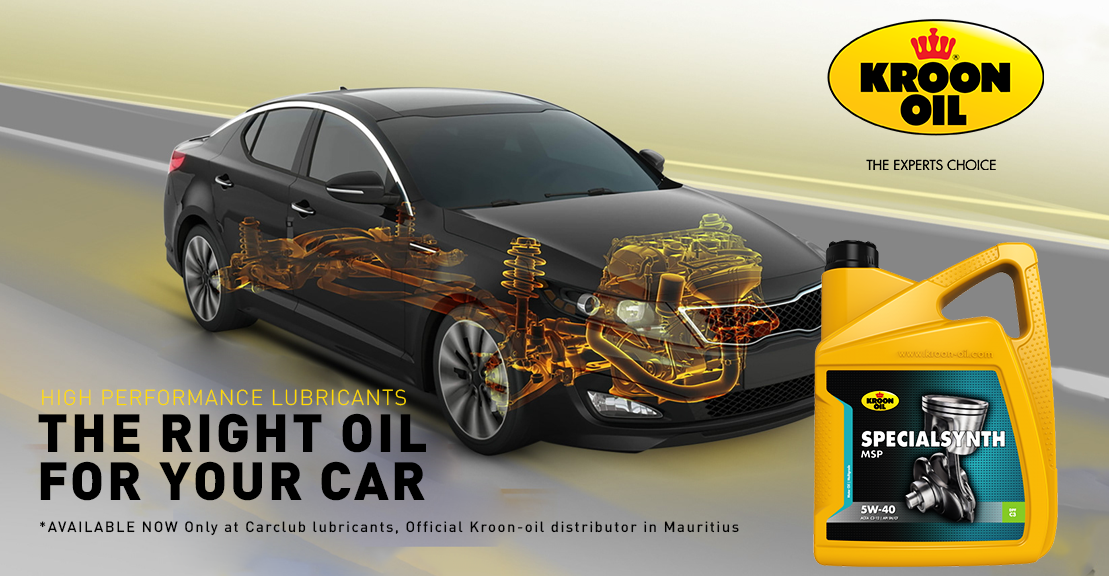 KROON
OIL
®
THE EXPERTS CHOICE
HIGH PERFORMANCE LUBRICANTS
THE RIGHT OIL
FOR YOUR CAR
*AVAILABLE NOW Only at Carclub lubricants, Official Kroon-oil distributor in Mauritius
www.kroon-oil.com
KROON
OIL
SPECIALSYNTH
MSP
5W-40